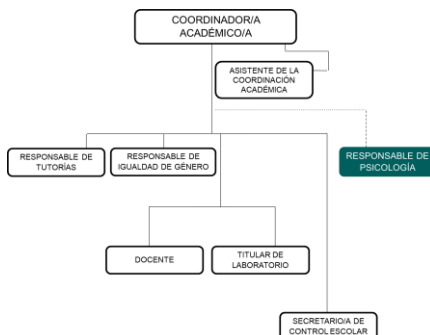 COORDINADOR/A
ACADÉMICO/A
ASISTENTE DE LA
COORDINACIÓN
ACADÉMICA
RESPONSABLE DE
TUTORÍAS
RESPONSABLE DE
IGUALDAD DE GÉNERO
RESPONSABLE DE
PSICOLOGÍA
DOCENTE
TITULAR DE
LABORATORIO
SECRETARIO/A DE
CONTROL ESCOLAR